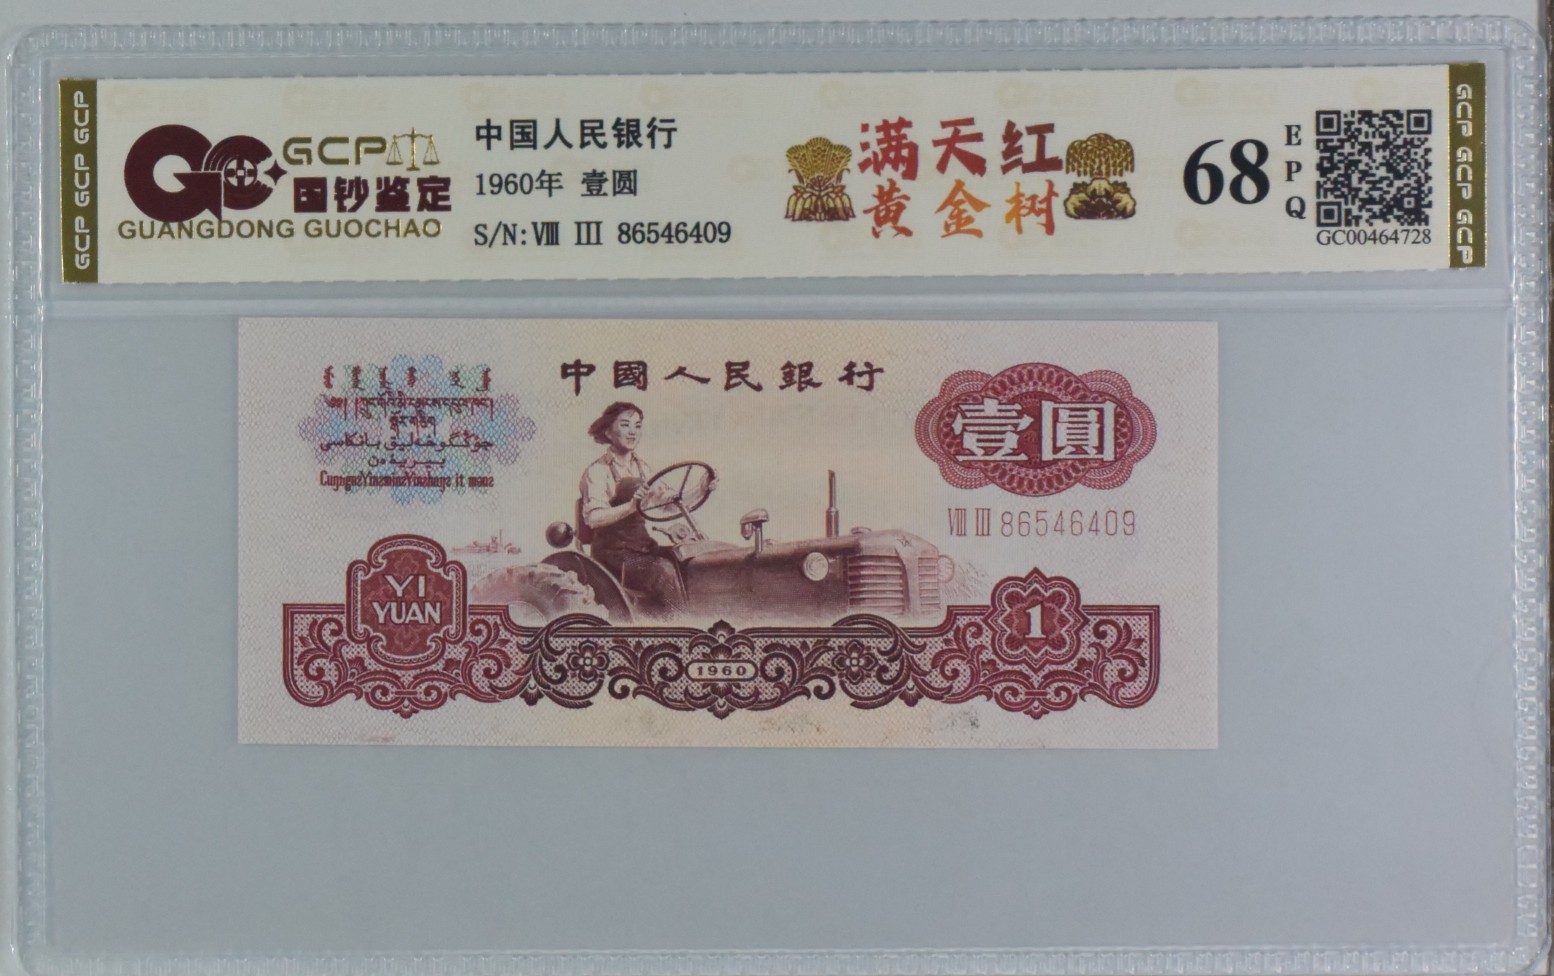 GCP GCP GCP
GCP
国钞鉴定
GUANGDONG GUOCHAO
中国人民银行
1960年 壹圆
S/N: Ⅷ Ⅲ 86546409
满天红
黄金树
68
EPQ
GC00464728
GCP GCP GCP
中國人民銀行
壹圓
Ⅷ Ⅲ 86546409
YI
YUAN
1960
1